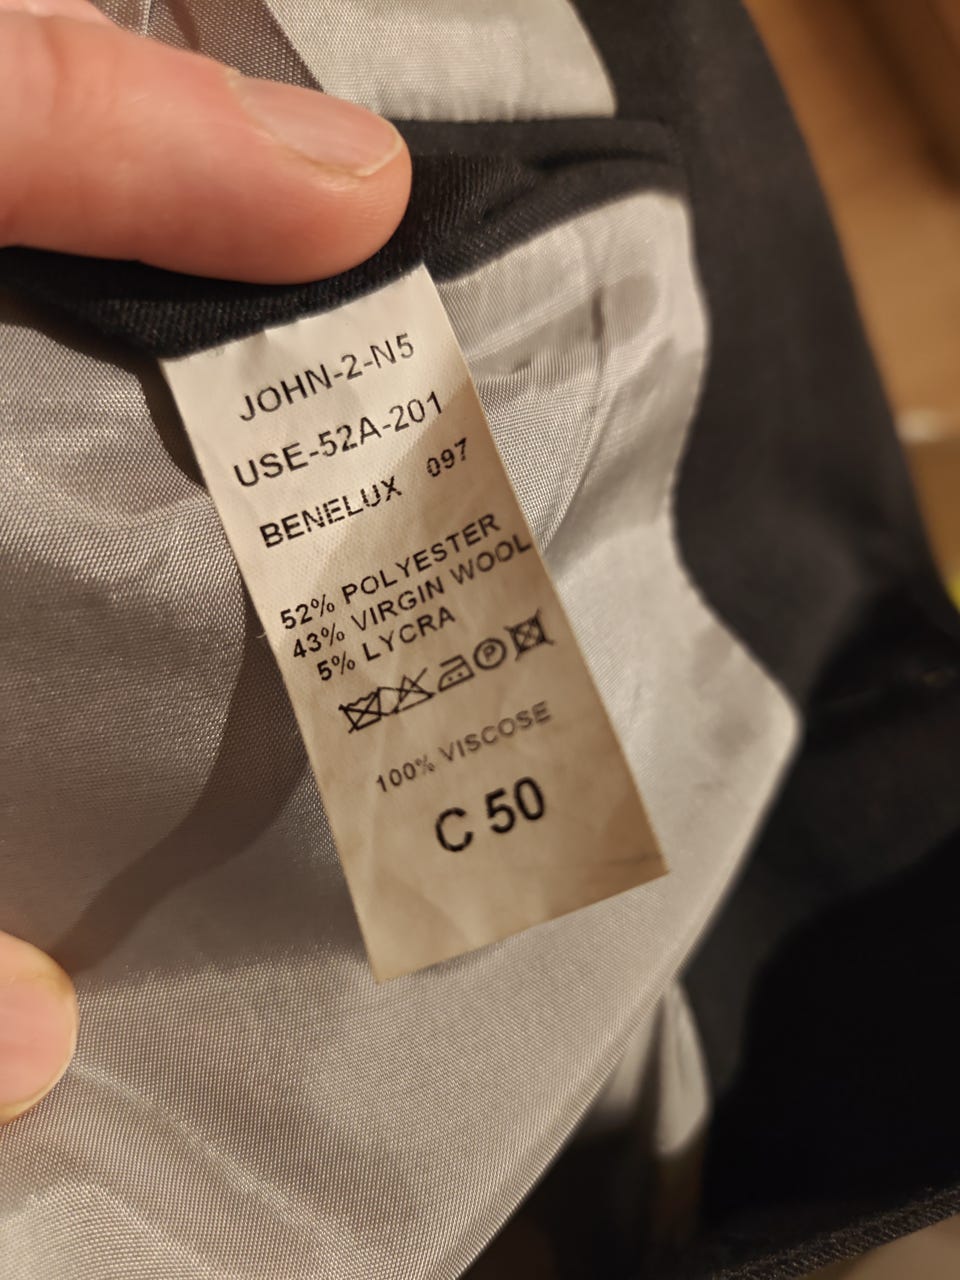 JOHN-2-N5
USE-52A-201
BENELUX 097
52% POLYESTER
43% VIRGIN WOOL
5% LYCRA
P
100% VISCOSE
C 50